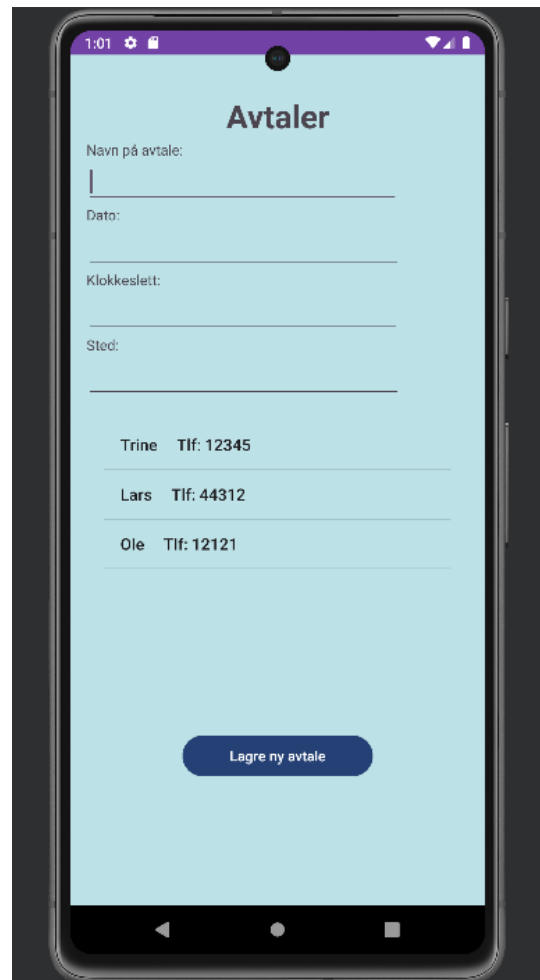 1:01
Avtaler
Navn på avtale:
Dato:
Klokkeslett:
Sted:
Trine Tlf: 12345
Lars Tlf: 44312
Ole Tlf: 12121
Lagre ny avtale